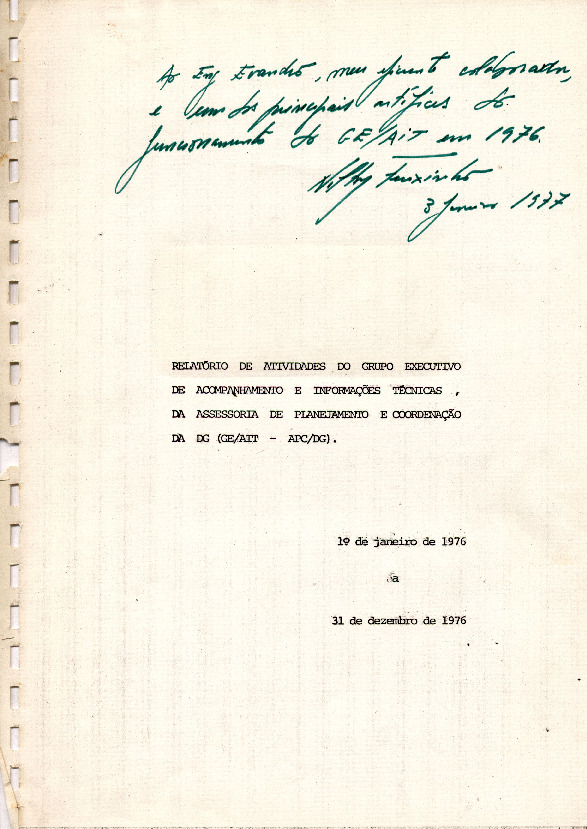 Ao Eng Evandro, meu eficiente colaborador,
e um dos principais artífices do
funcionamento do GE/AIT em 1976.
3 Janeiro 1977
RELATÓRIO DE ATIVIDADES DO GRUPO EXECUTIVO
DE ACOMPANHAMENTO E INFORMAÇÕES TÉCNICAS ,
DA ASSESSORIA DE PLANEJAMENTO E COORDENAÇÃO
DA DG (GE/AIT - APC/DG).
1º de janeiro de 1976
a
31 de dezembro de 1976